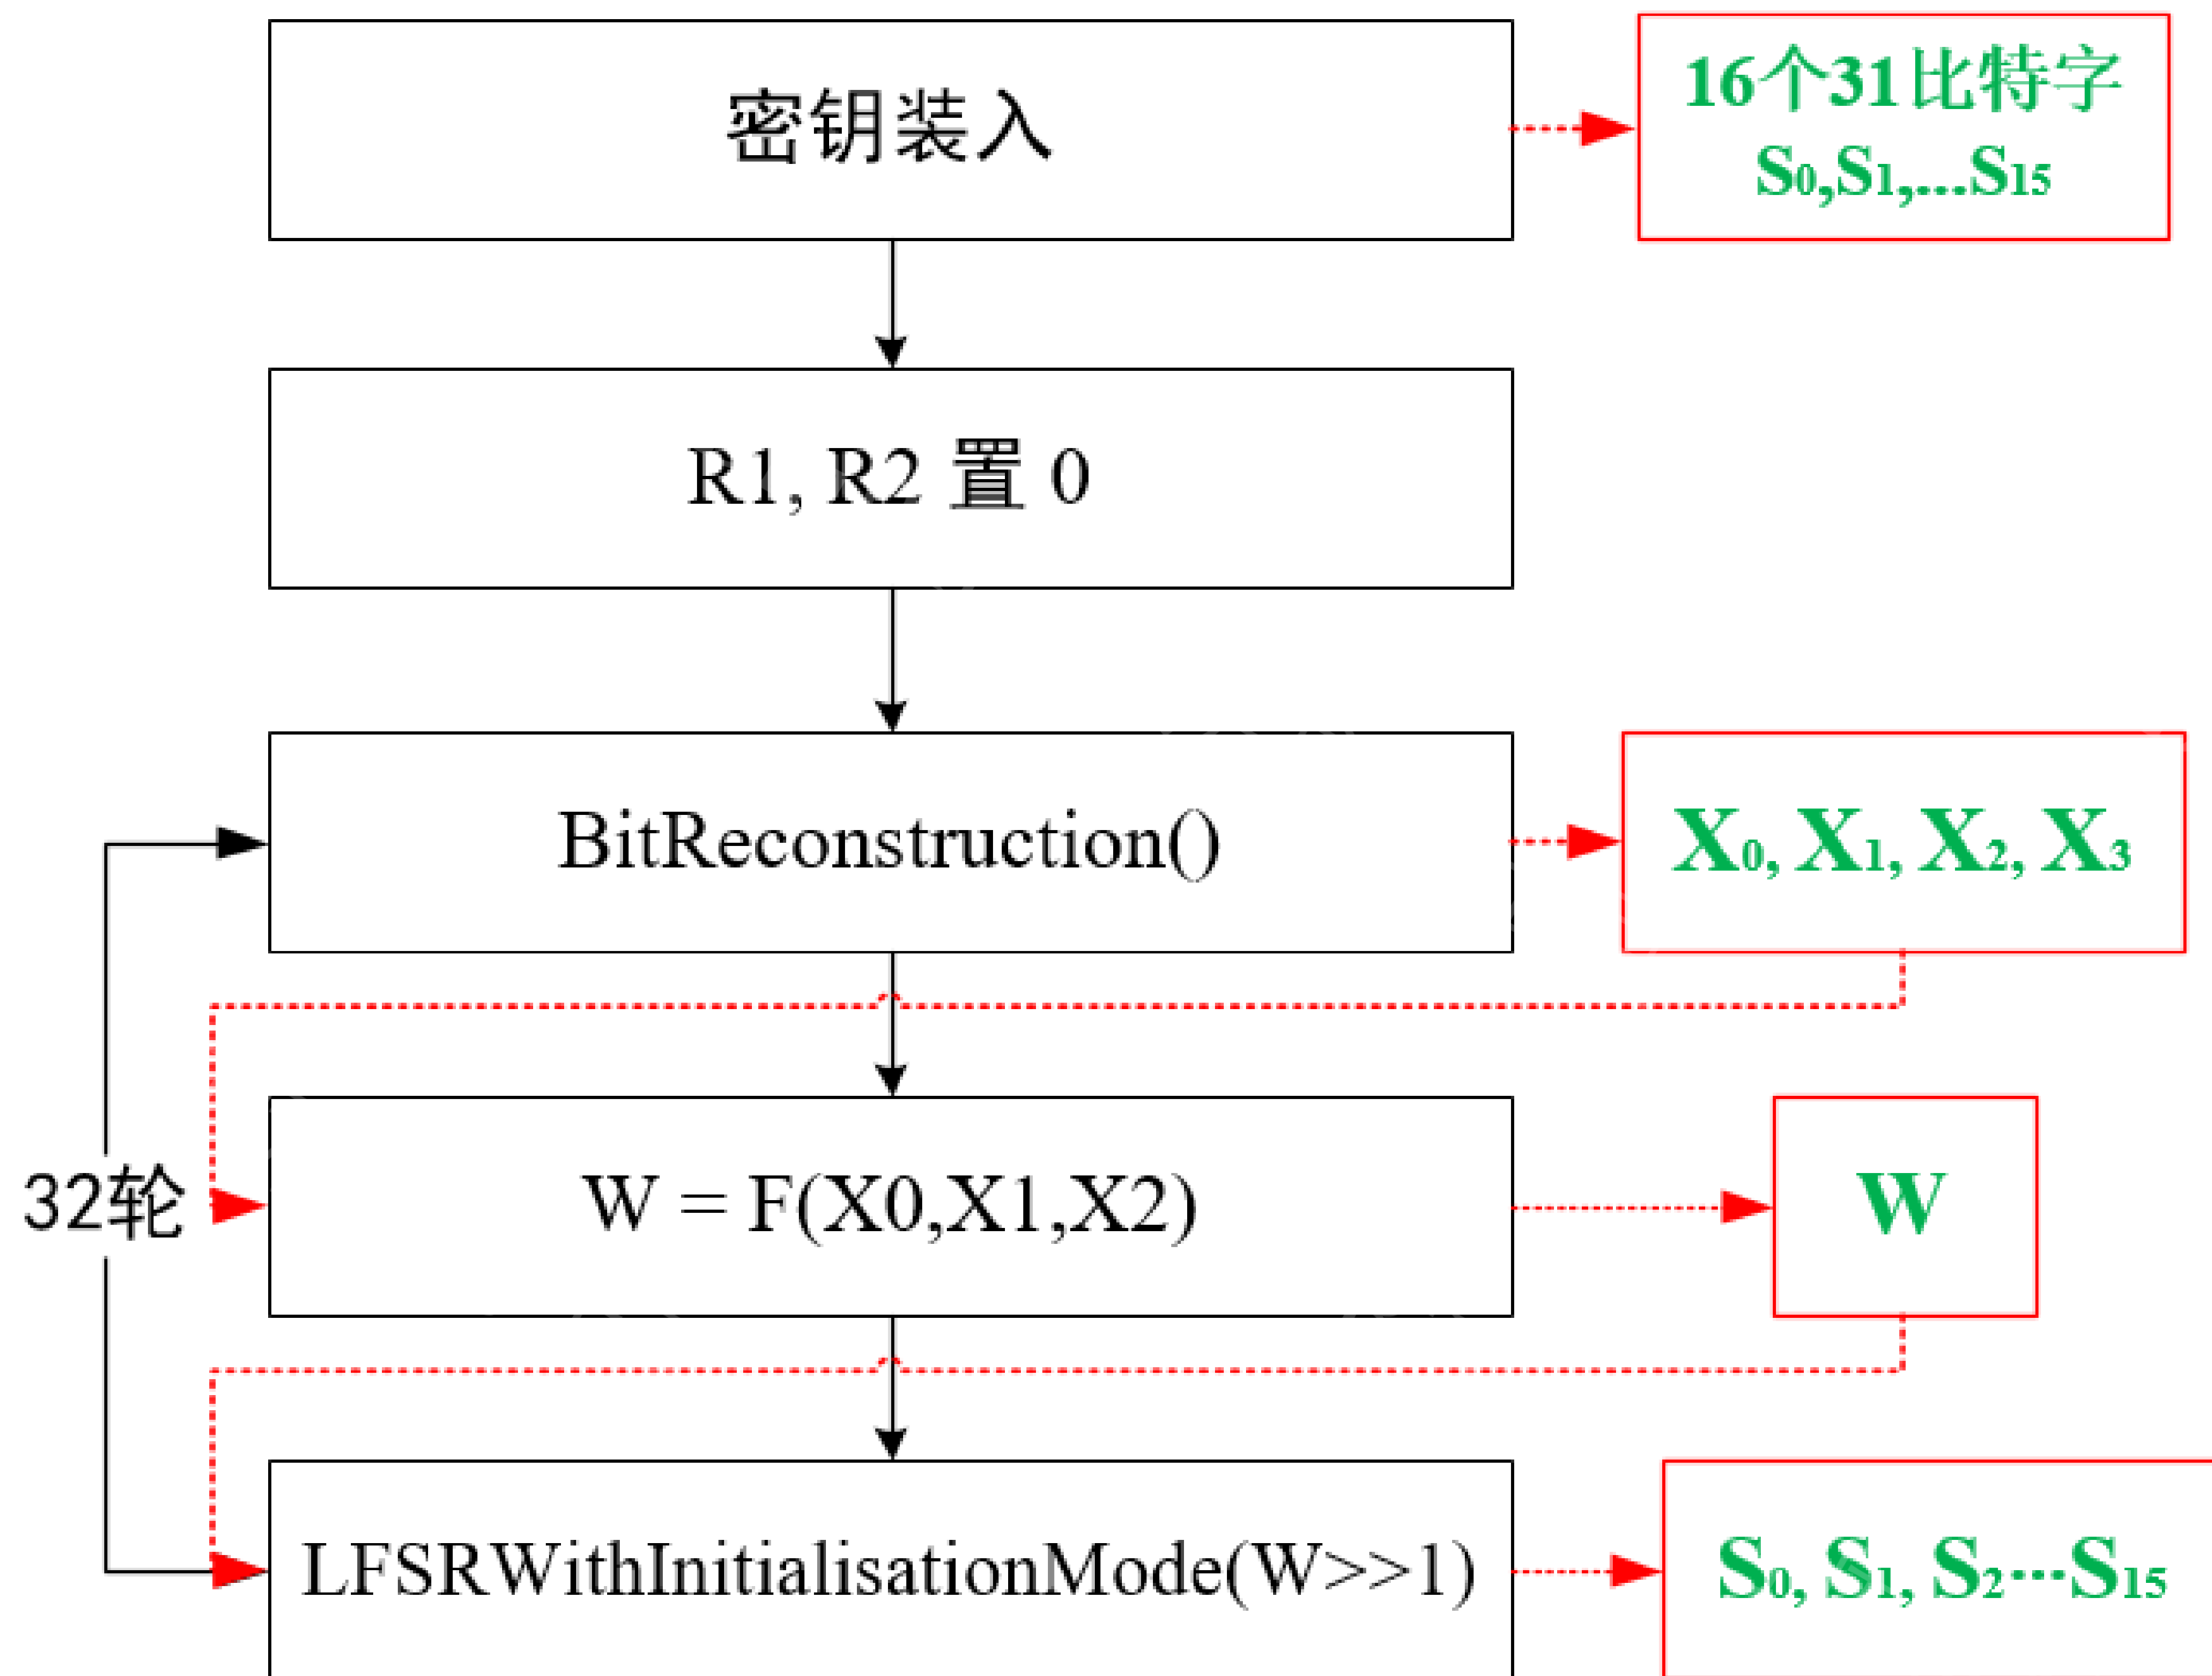 密钥装入
16个31比特字
S0,S1,...S15
R1, R2 置 0
BitReconstruction()
X0, X1, X2, X3
32轮
W = F(X0,X1,X2)
W
LFSRWithInitialisationMode(W>>1)
S0, S1, S2···S15